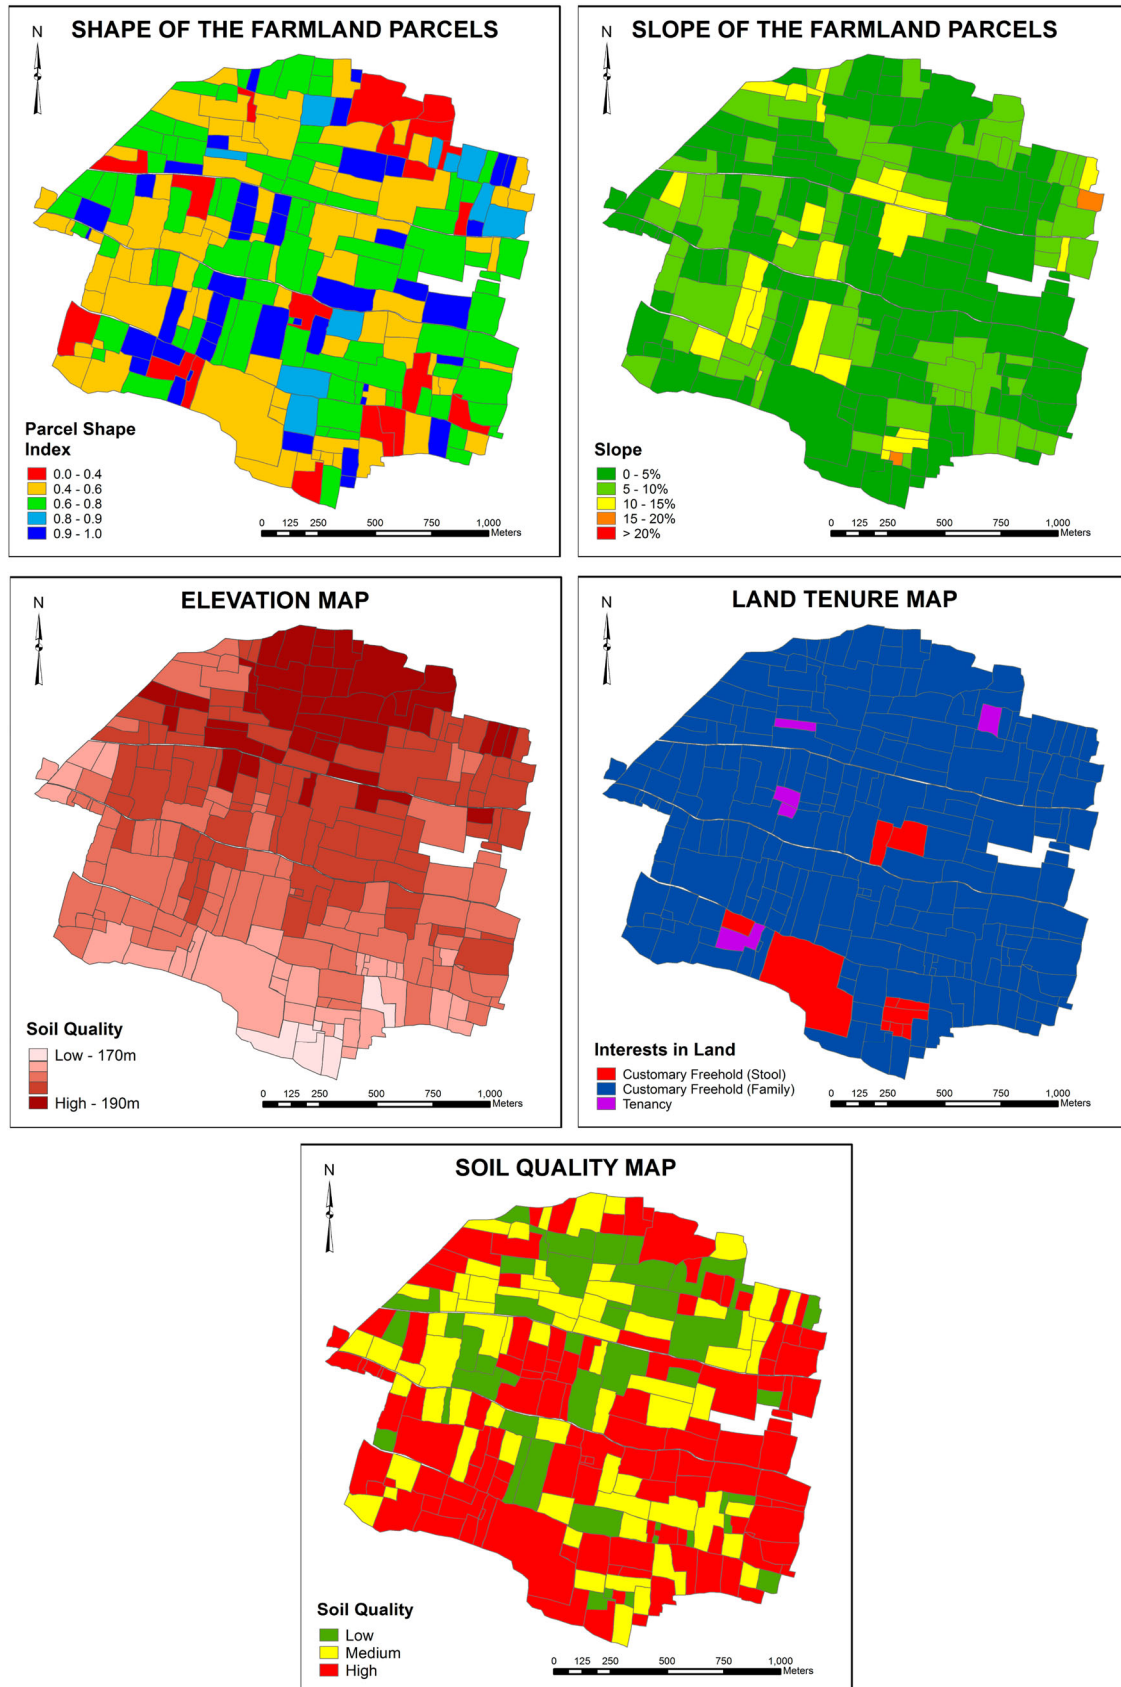 SHAPE OF THE FARMLAND PARCELS
N
Parcel Shape
Index
0.0 - 0.4
0.4 - 0.6
0.6 - 0.8
0.8 - 0.9
0.9 - 1.0
0 125 250 500 750 1,000
Meters
SLOPE OF THE FARMLAND PARCELS
N
Slope
0 - 5%
5 - 10%
10 - 15%
15 - 20%
> 20%
0 125 250 500 750 1,000
Meters
ELEVATION MAP
N
Soil Quality
Low - 170m
High - 190m
0 125 250 500 750 1,000
Meters
LAND TENURE MAP
N
Interests in Land
Customary Freehold (Stool)
Customary Freehold (Family)
Tenancy
0 125 250 500 750 1,000
Meters
SOIL QUALITY MAP
N
Soil Quality
Low
Medium
High
0 125 250 500 750 1,000
Meters